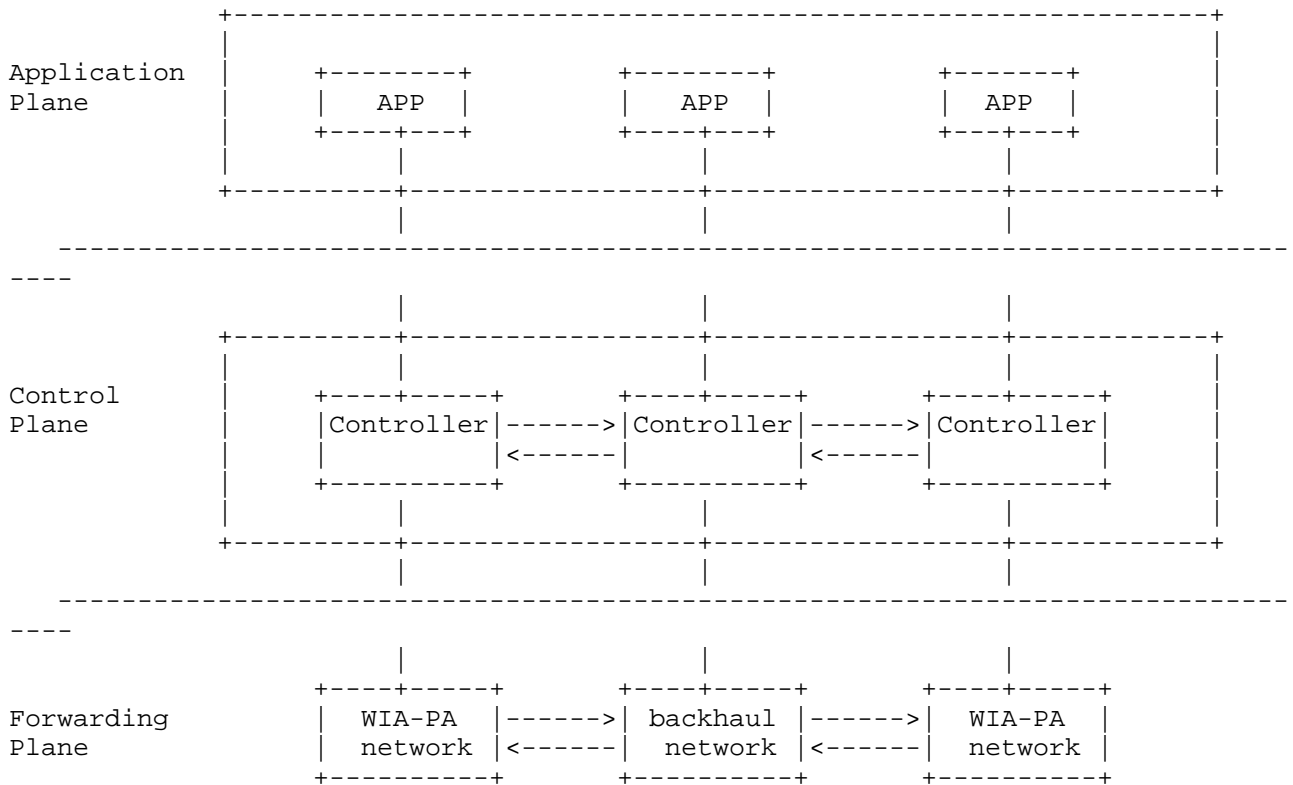 Application
Plane
APP APP APP
Control
Plane
Controller Controller Controller
Forwarding WIA-PA backhaul WIA-PA
Plane network network network